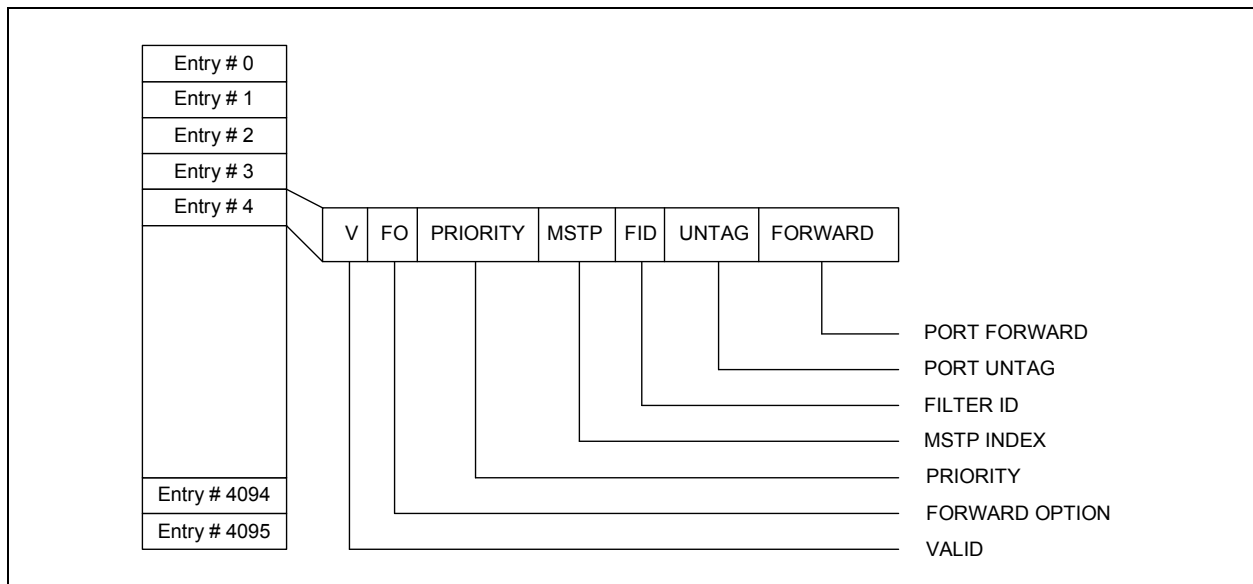 Entry # 0
Entry # 1
Entry # 2
Entry # 3
Entry # 4
V FO PRIORITY MSTP FID UNTAG FORWARD
PORT FORWARD
PORT UNTAG
FILTER ID
MSTP INDEX
PRIORITY
Entry # 4094
FORWARD OPTION
Entry # 4095
VALID